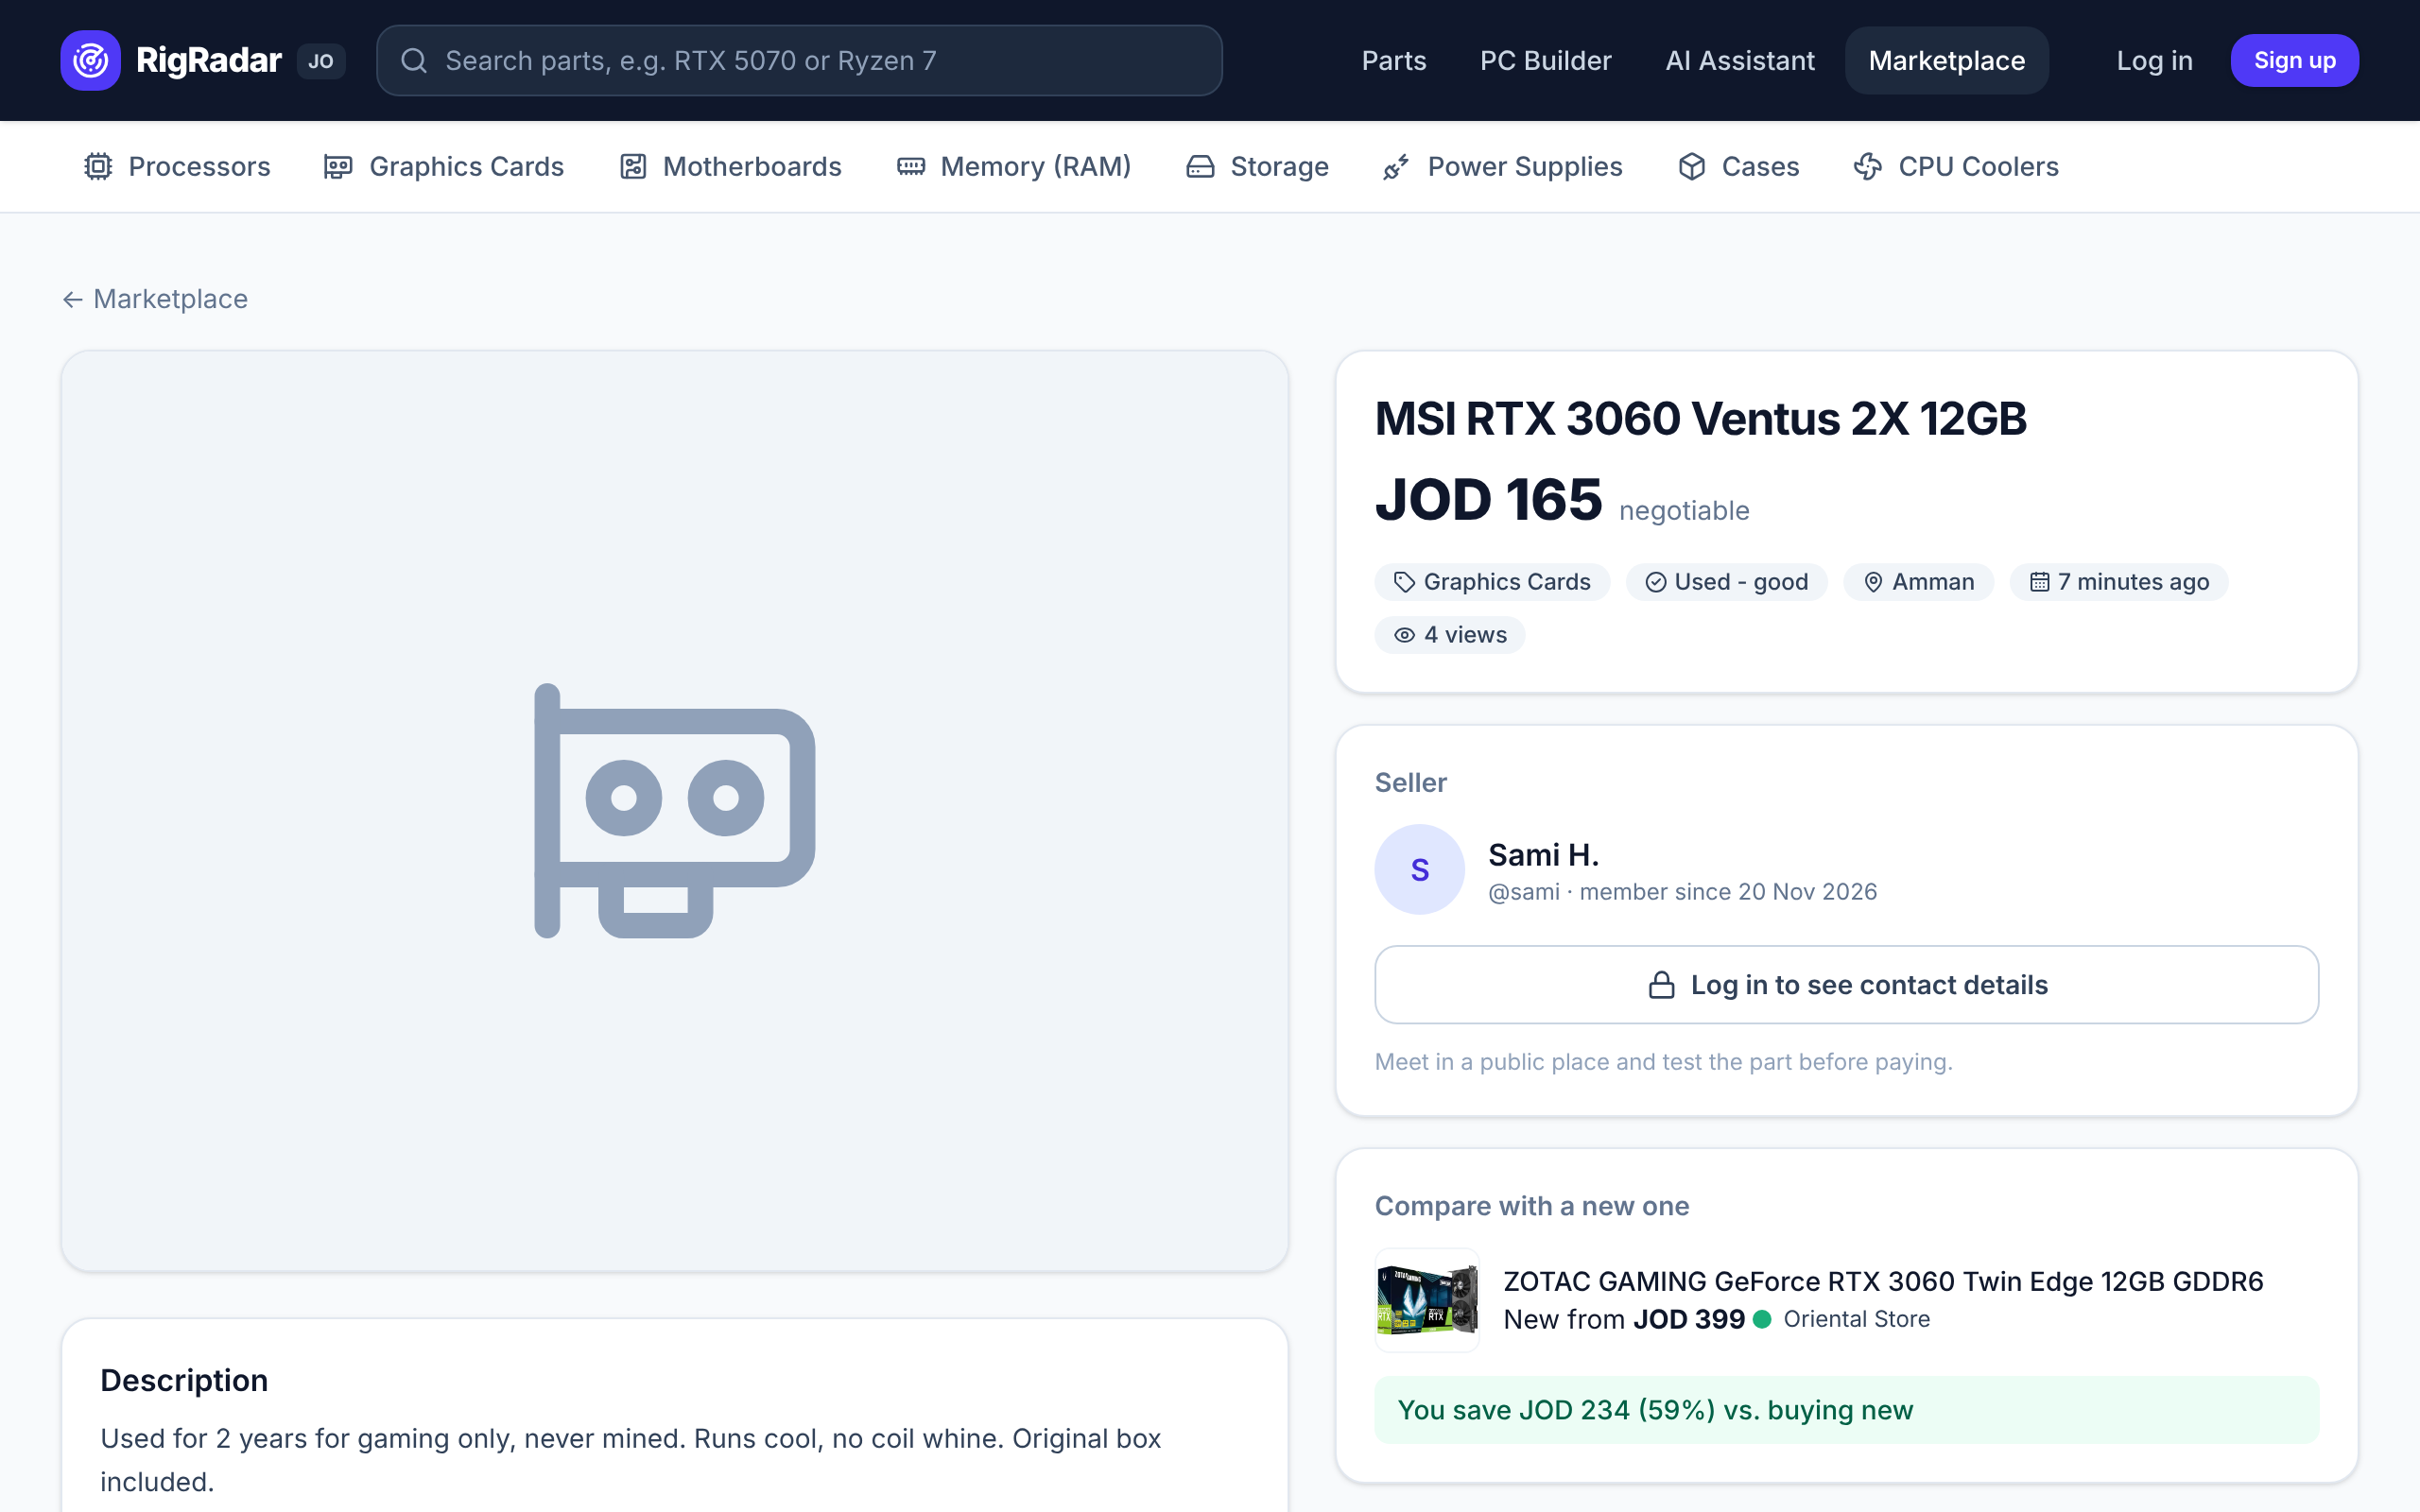 RigRadar JO
Search parts, e.g. RTX 5070 or Ryzen 7
Parts
PC Builder
AI Assistant
Marketplace
Log in
Sign up
Processors
Graphics Cards
Motherboards
Memory (RAM)
Storage
Power Supplies
Cases
CPU Coolers
← Marketplace
MSI RTX 3060 Ventus 2X 12GB
JOD 165 negotiable
Graphics Cards
Used - good
Amman
7 minutes ago
4 views
Seller
S
Sami H.
@sami · member since 20 Nov 2026
Log in to see contact details
Meet in a public place and test the part before paying.
Compare with a new one
ZOTAC GAMING GeForce RTX 3060 Twin Edge 12GB GDDR6
New from JOD 399 Oriental Store
You save JOD 234 (59%) vs. buying new
Description
Used for 2 years for gaming only, never mined. Runs cool, no coil whine. Original box
included.